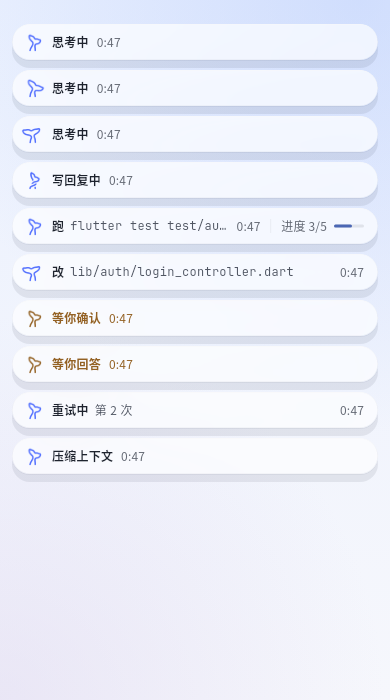 思考中 0:47
思考中 0:47
思考中 0:47
写回复中 0:47
跑 flutter test test/au… 0:47 进度 3/5
改 lib/auth/login_controller.dart 0:47
等你确认 0:47
等你回答 0:47
重试中 第 2 次 0:47
压缩上下文 0:47